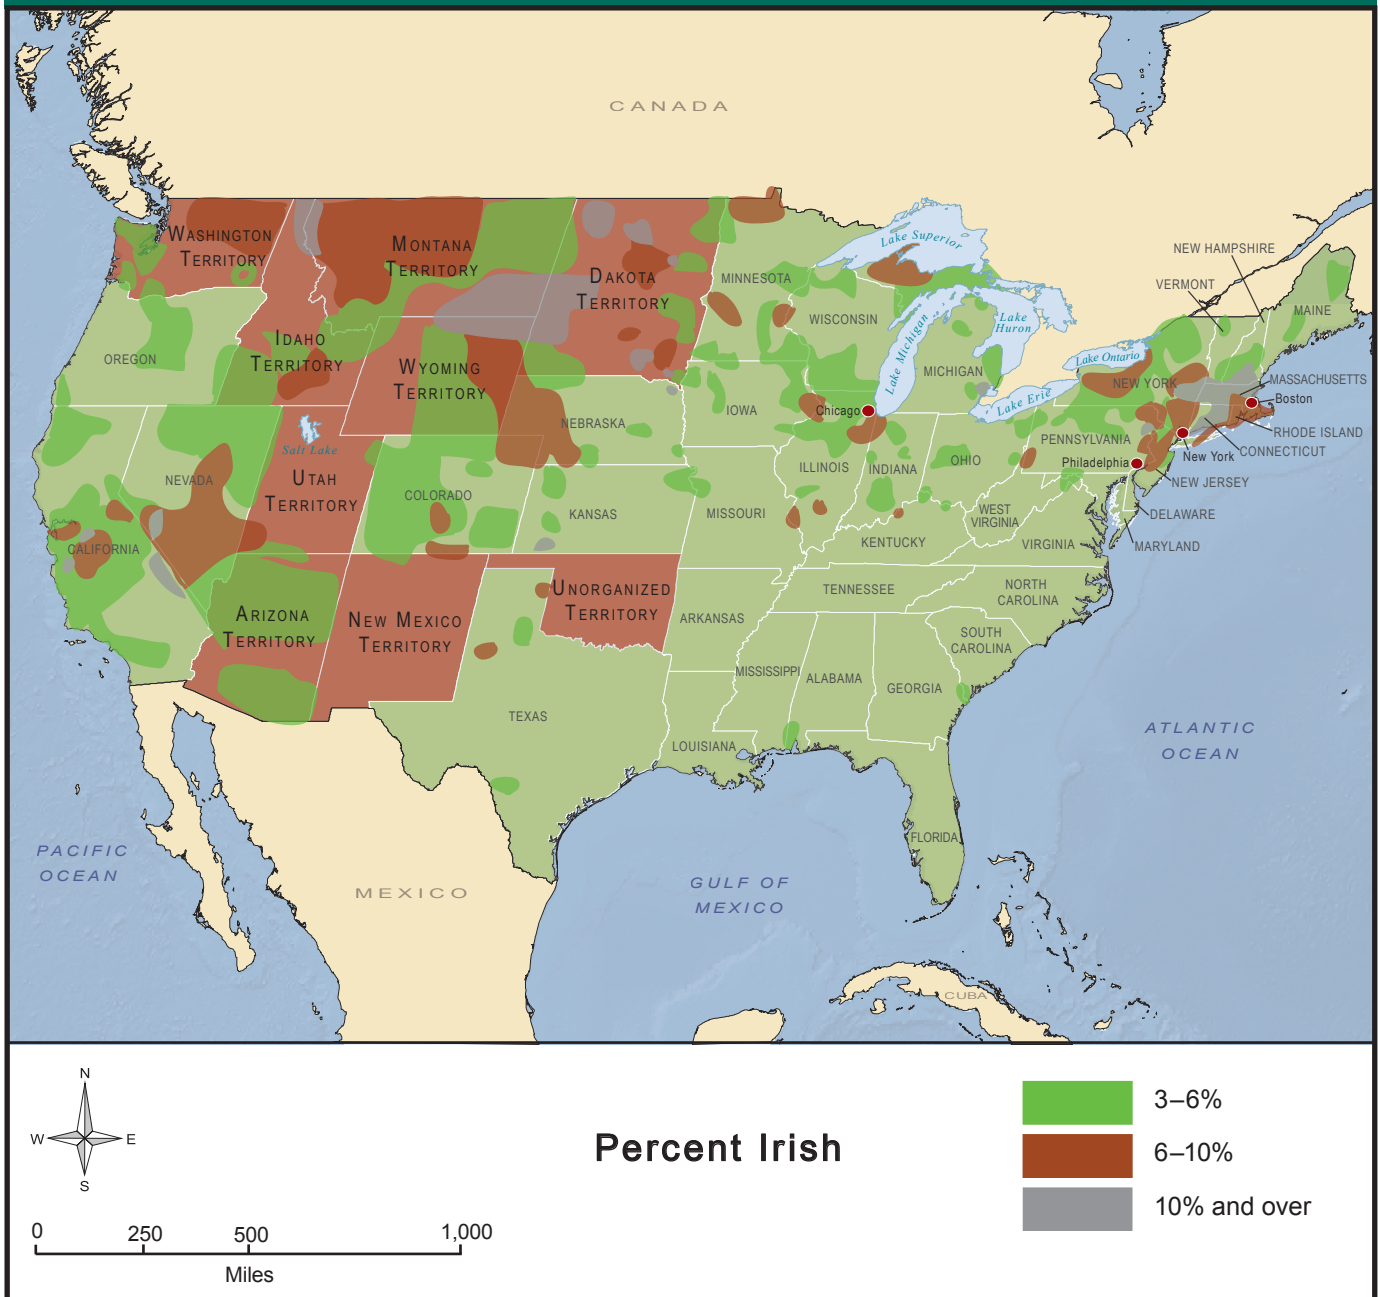 CANADA
WASHINGTON
TERRITORY
MONTANA
TERRITORY
DAKOTA
TERRITORY
Lake Superior
NEW HAMPSHIRE
VERMONT
MAINE
MINNESOTA
WISCONSIN
Lake Michigan
Lake
Huron
Lake Ontario
OREGON
IDAHO
TERRITORY
WYOMING
TERRITORY
MICHIGAN
NEW YORK
MASSACHUSETTS
Boston
Lake Erie
IOWA
Chicago
NEBRASKA
RHODE ISLAND
CONNECTICUT
PENNSYLVANIA
New York
Philadelphia
Salt Lake
NEVADA
UTAH
TERRITORY
COLORADO
ILLINOIS
INDIANA
OHIO
NEW JERSEY
KANSAS
MISSOURI
WEST
VIRGINIA
DELAWARE
CALIFORNIA
KENTUCKY
VIRGINIA
MARYLAND
UNORGANIZED
TERRITORY
ARIZONA
TERRITORY
NEW MEXICO
TERRITORY
TENNESSEE
NORTH
CAROLINA
ARKANSAS
SOUTH
CAROLINA
MISSISSIPPI
ALABAMA
GEORGIA
TEXAS
LOUISIANA
ATLANTIC
OCEAN
FLORIDA
PACIFIC
OCEAN
MEXICO
GULF OF
MEXICO
CUBA
N
W
E
S
Percent Irish
3–6%
6–10%
10% and over
0
250
500
1,000
Miles